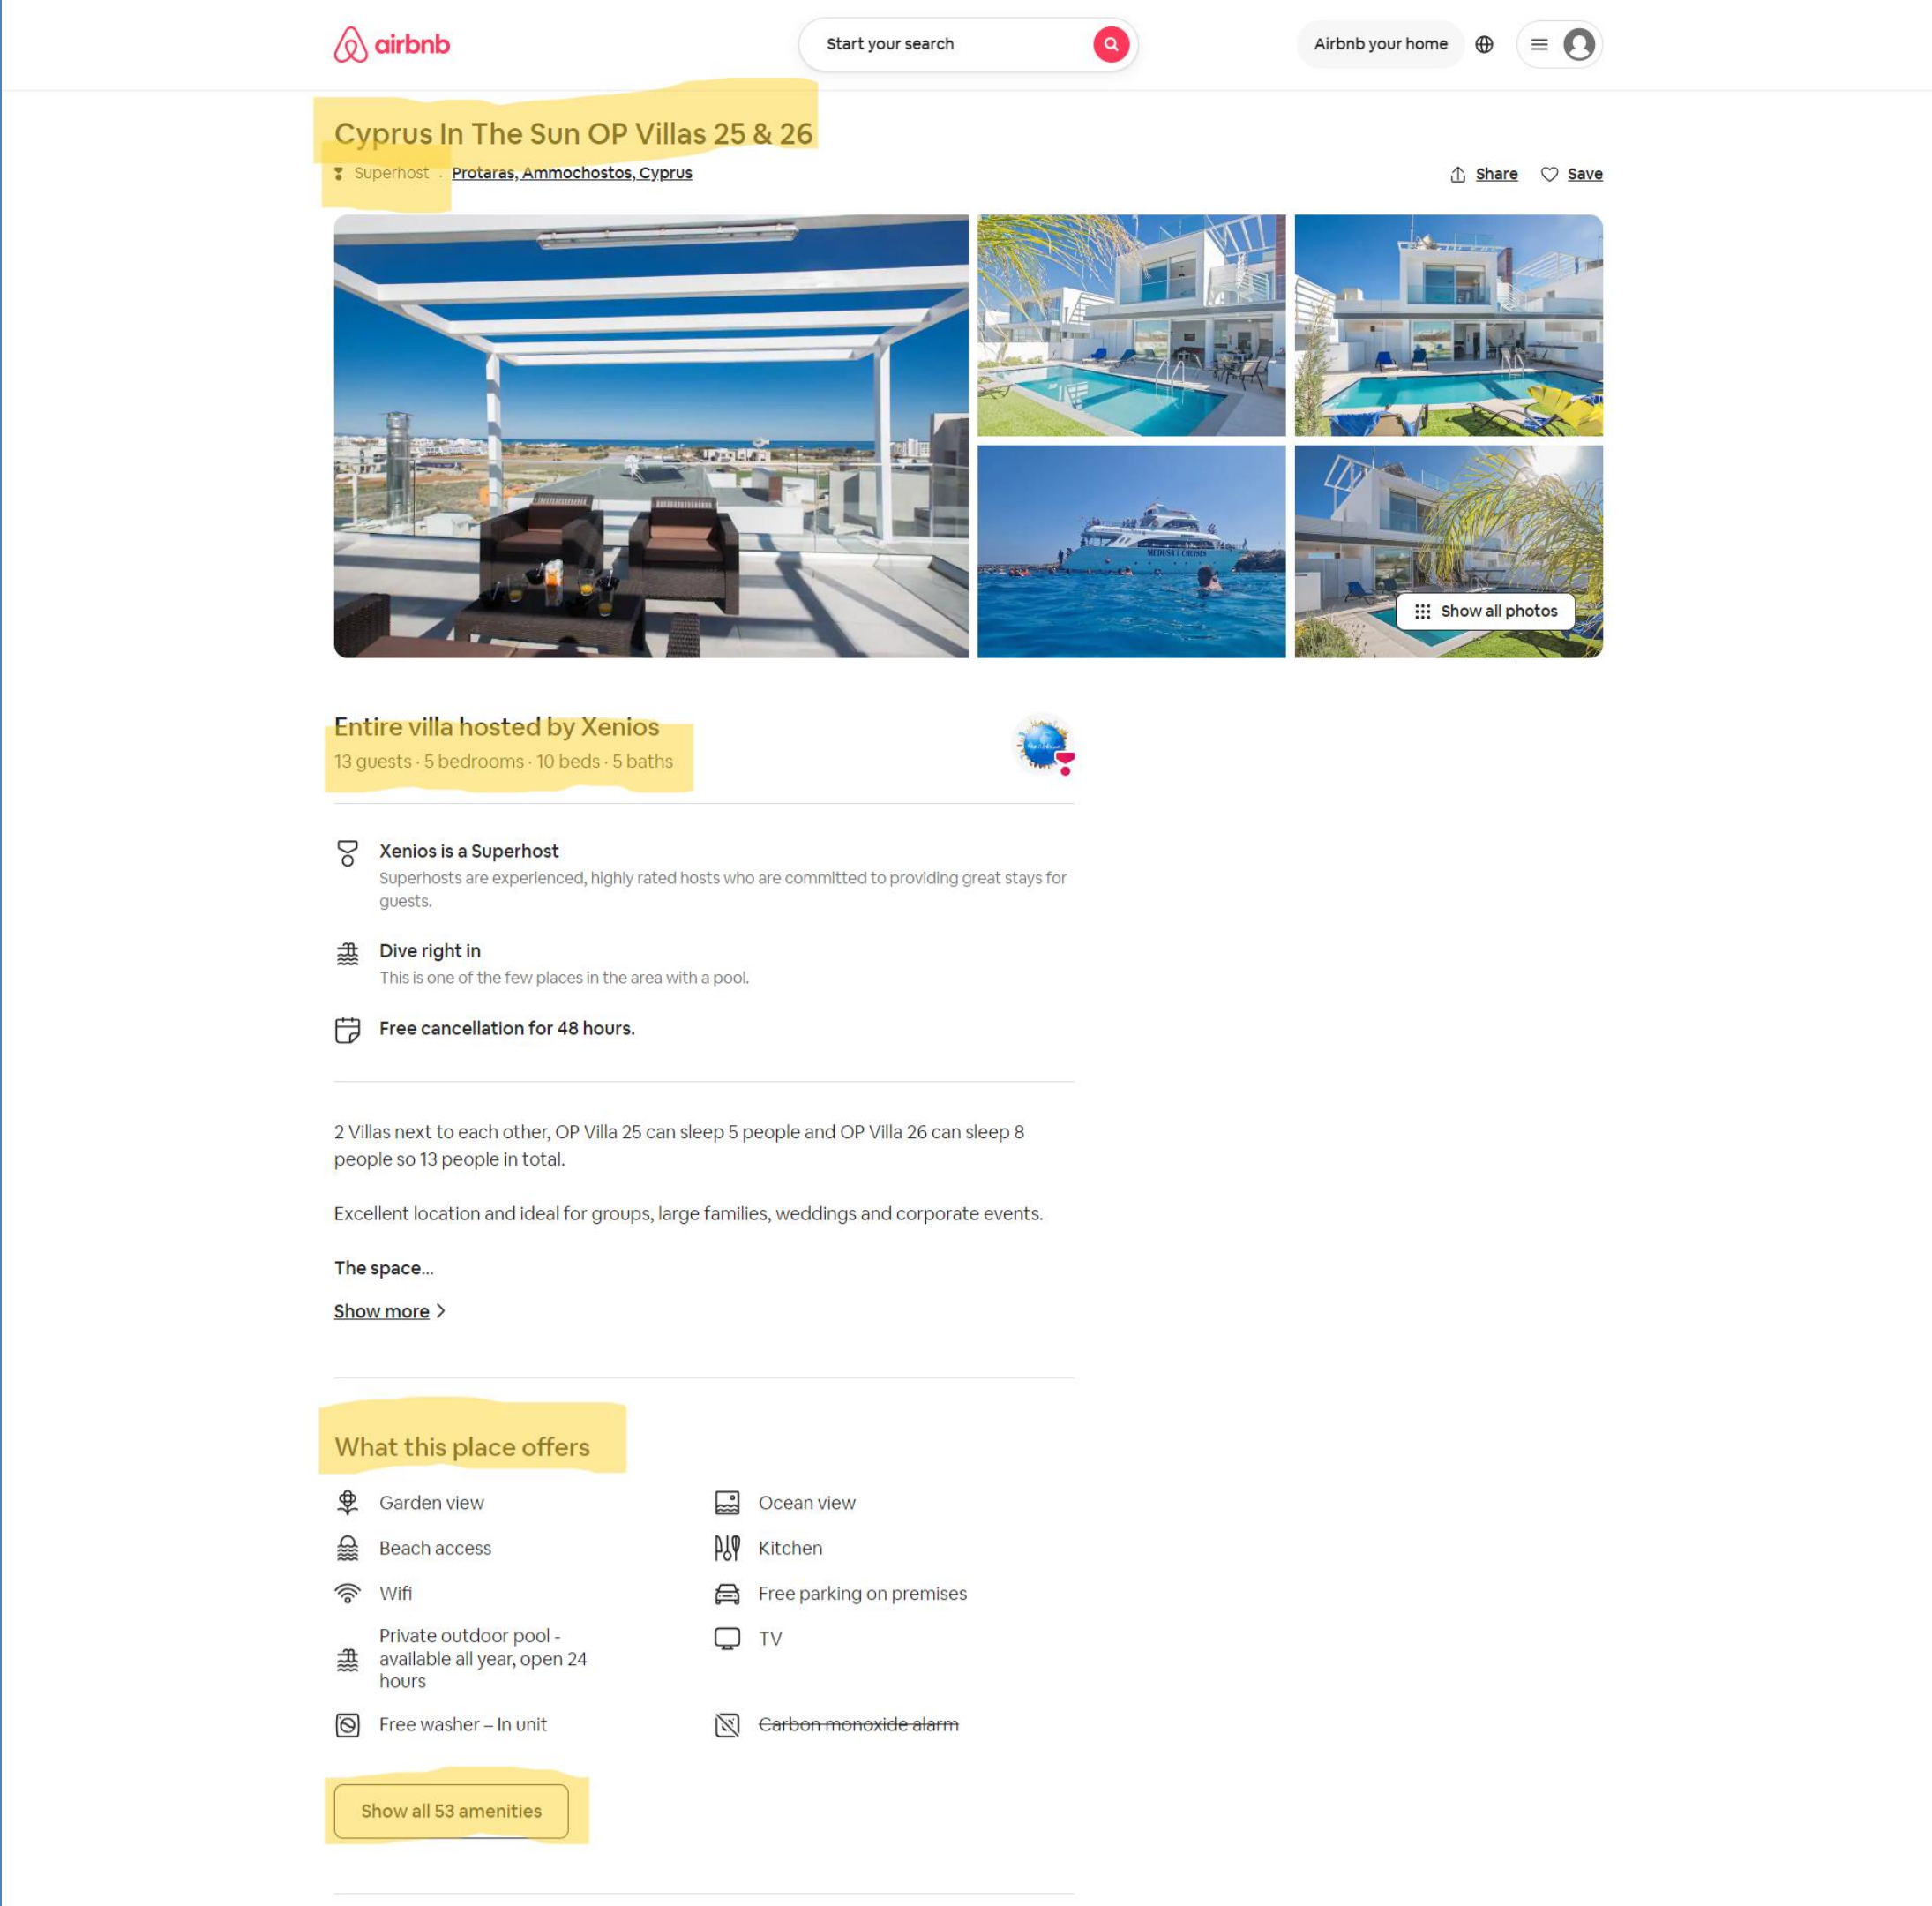 airbnb
Start your search
Airbnb your home
Cyprus In The Sun OP Villas 25 & 26
Superhost · Protaras, Ammochostos, Cyprus
Share
Save
MEDUSA 1 CRUISES
Show all photos
Entire villa hosted by Xenios
13 guests · 5 bedrooms · 10 beds · 5 baths
Xenios is a Superhost
Superhosts are experienced, highly rated hosts who are committed to providing great stays for
guests.
Dive right in
This is one of the few places in the area with a pool.
Free cancellation for 48 hours.
2 Villas next to each other, OP Villa 25 can sleep 5 people and OP Villa 26 can sleep 8
people so 13 people in total.
Excellent location and ideal for groups, large families, weddings and corporate events.
The space...
Show more >
What this place offers
Garden view
Ocean view
Beach access
Kitchen
Wifi
Free parking on premises
Private outdoor pool -
available all year, open 24
hours
TV
Free washer – In unit
Carbon monoxide alarm
Show all 53 amenities